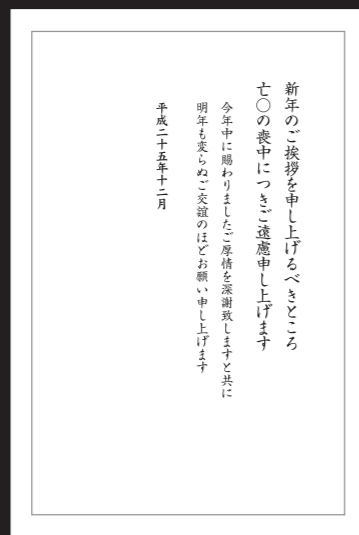 新年のご挨拶を申し上げるべきところ
亡〇の喪中につきご遠慮申し上げます
今年中に賜わりましたご厚情を深謝致しますと共に
明年も変らぬご交誼のほどお願い申し上げます
平成二十五年十二月